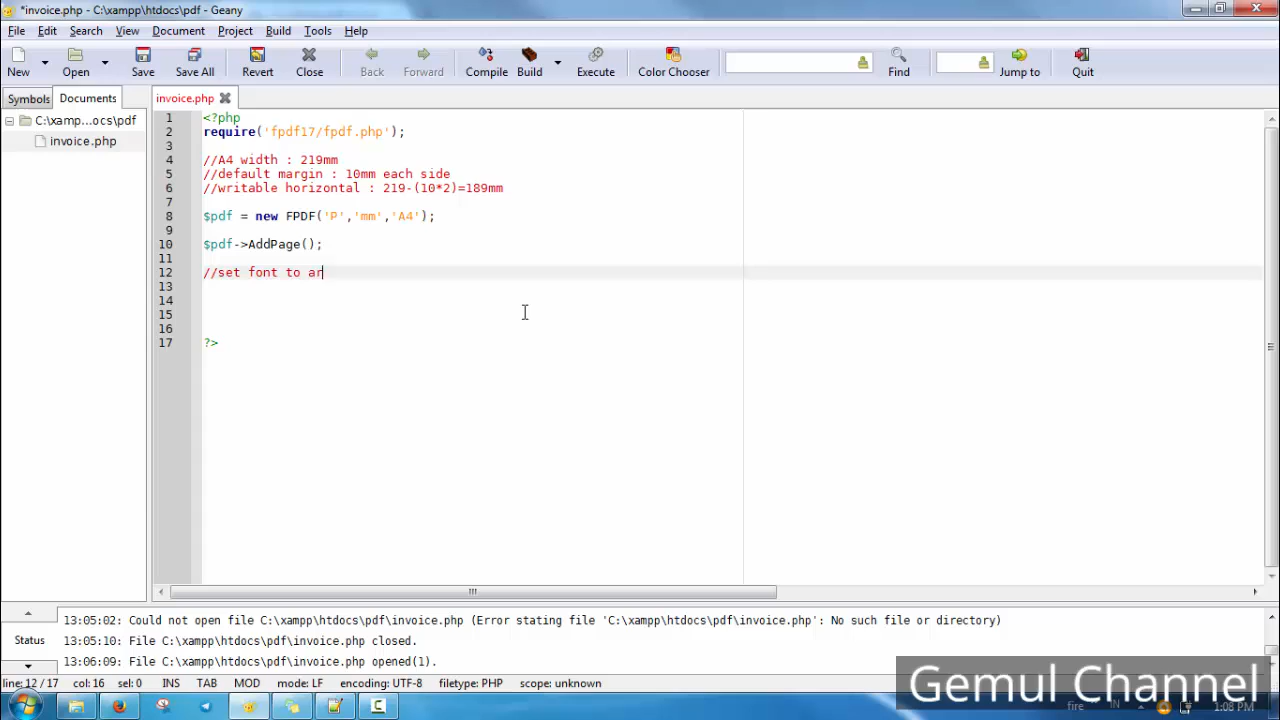 *invoice.php - C:\xampp\htdocs\pdf - Geany
File Edit Search View Document Project Build Tools Help
New Open Save Save All Revert Close Back Forward Compile Build Execute Color Chooser Find Jump to Quit
Symbols Documents invoice.php
C:\xamp...ocs\pdf
invoice.php
1 <?php
2 require('fpdf17/fpdf.php');
3
4 //A4 width : 219mm
5 //default margin : 10mm each side
6 //writable horizontal : 219-(10*2)=189mm
7
8 $pdf = new FPDF('P','mm','A4');
9
10 $pdf->AddPage();
11
12 //set font to ar
13
14
15
16
17 ?>
Status
13:05:02: Could not open file C:\xampp\htdocs\pdf\invoice.php (Error stating file 'C:\xampp\htdocs\pdf\invoice.php': No such file or directory)
13:05:10: File C:\xampp\htdocs\pdf\invoice.php closed.
13:06:09: File C:\xampp\htdocs\pdf\invoice.php opened(1).
line: 12 / 17 col: 16 sel: 0 INS TAB MOD mode: LF encoding: UTF-8 filetype: PHP scope: unknown
Gemul Channel
fire IN 1:08 PM